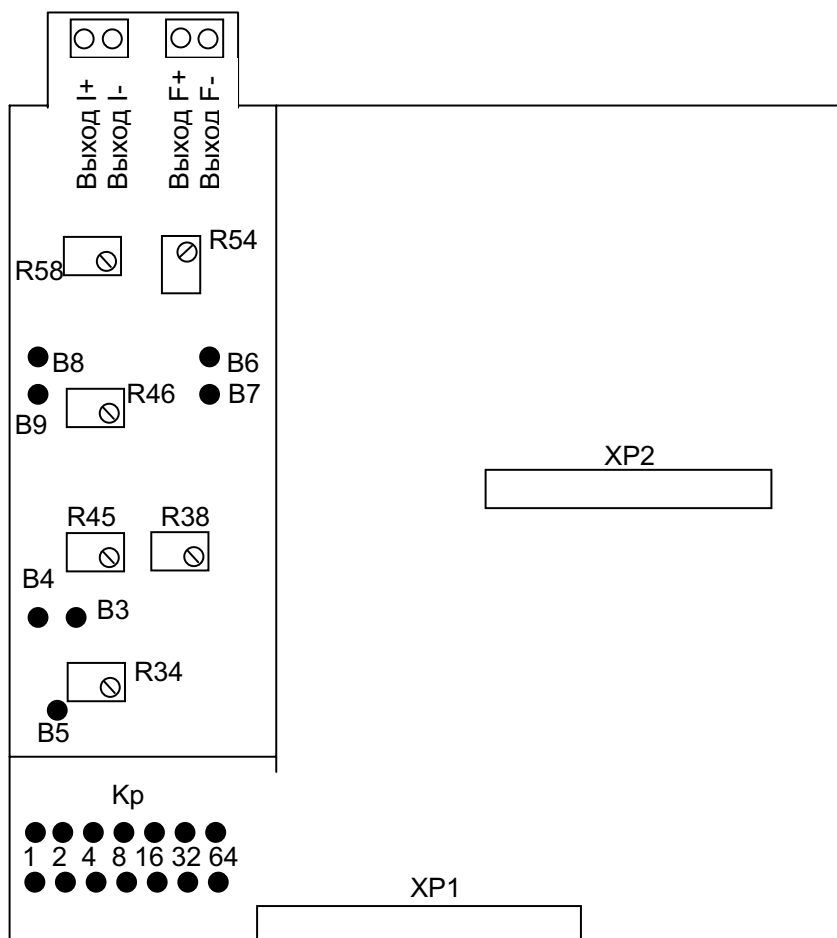 Выход I+
Выход I-
Выход F+
Выход F-
R58
R54
B8
B6
B9
R46
B7
XP2
R45
R38
B4
B3
R34
B5
Kp
1 2 4 8 16 32 64
XP1